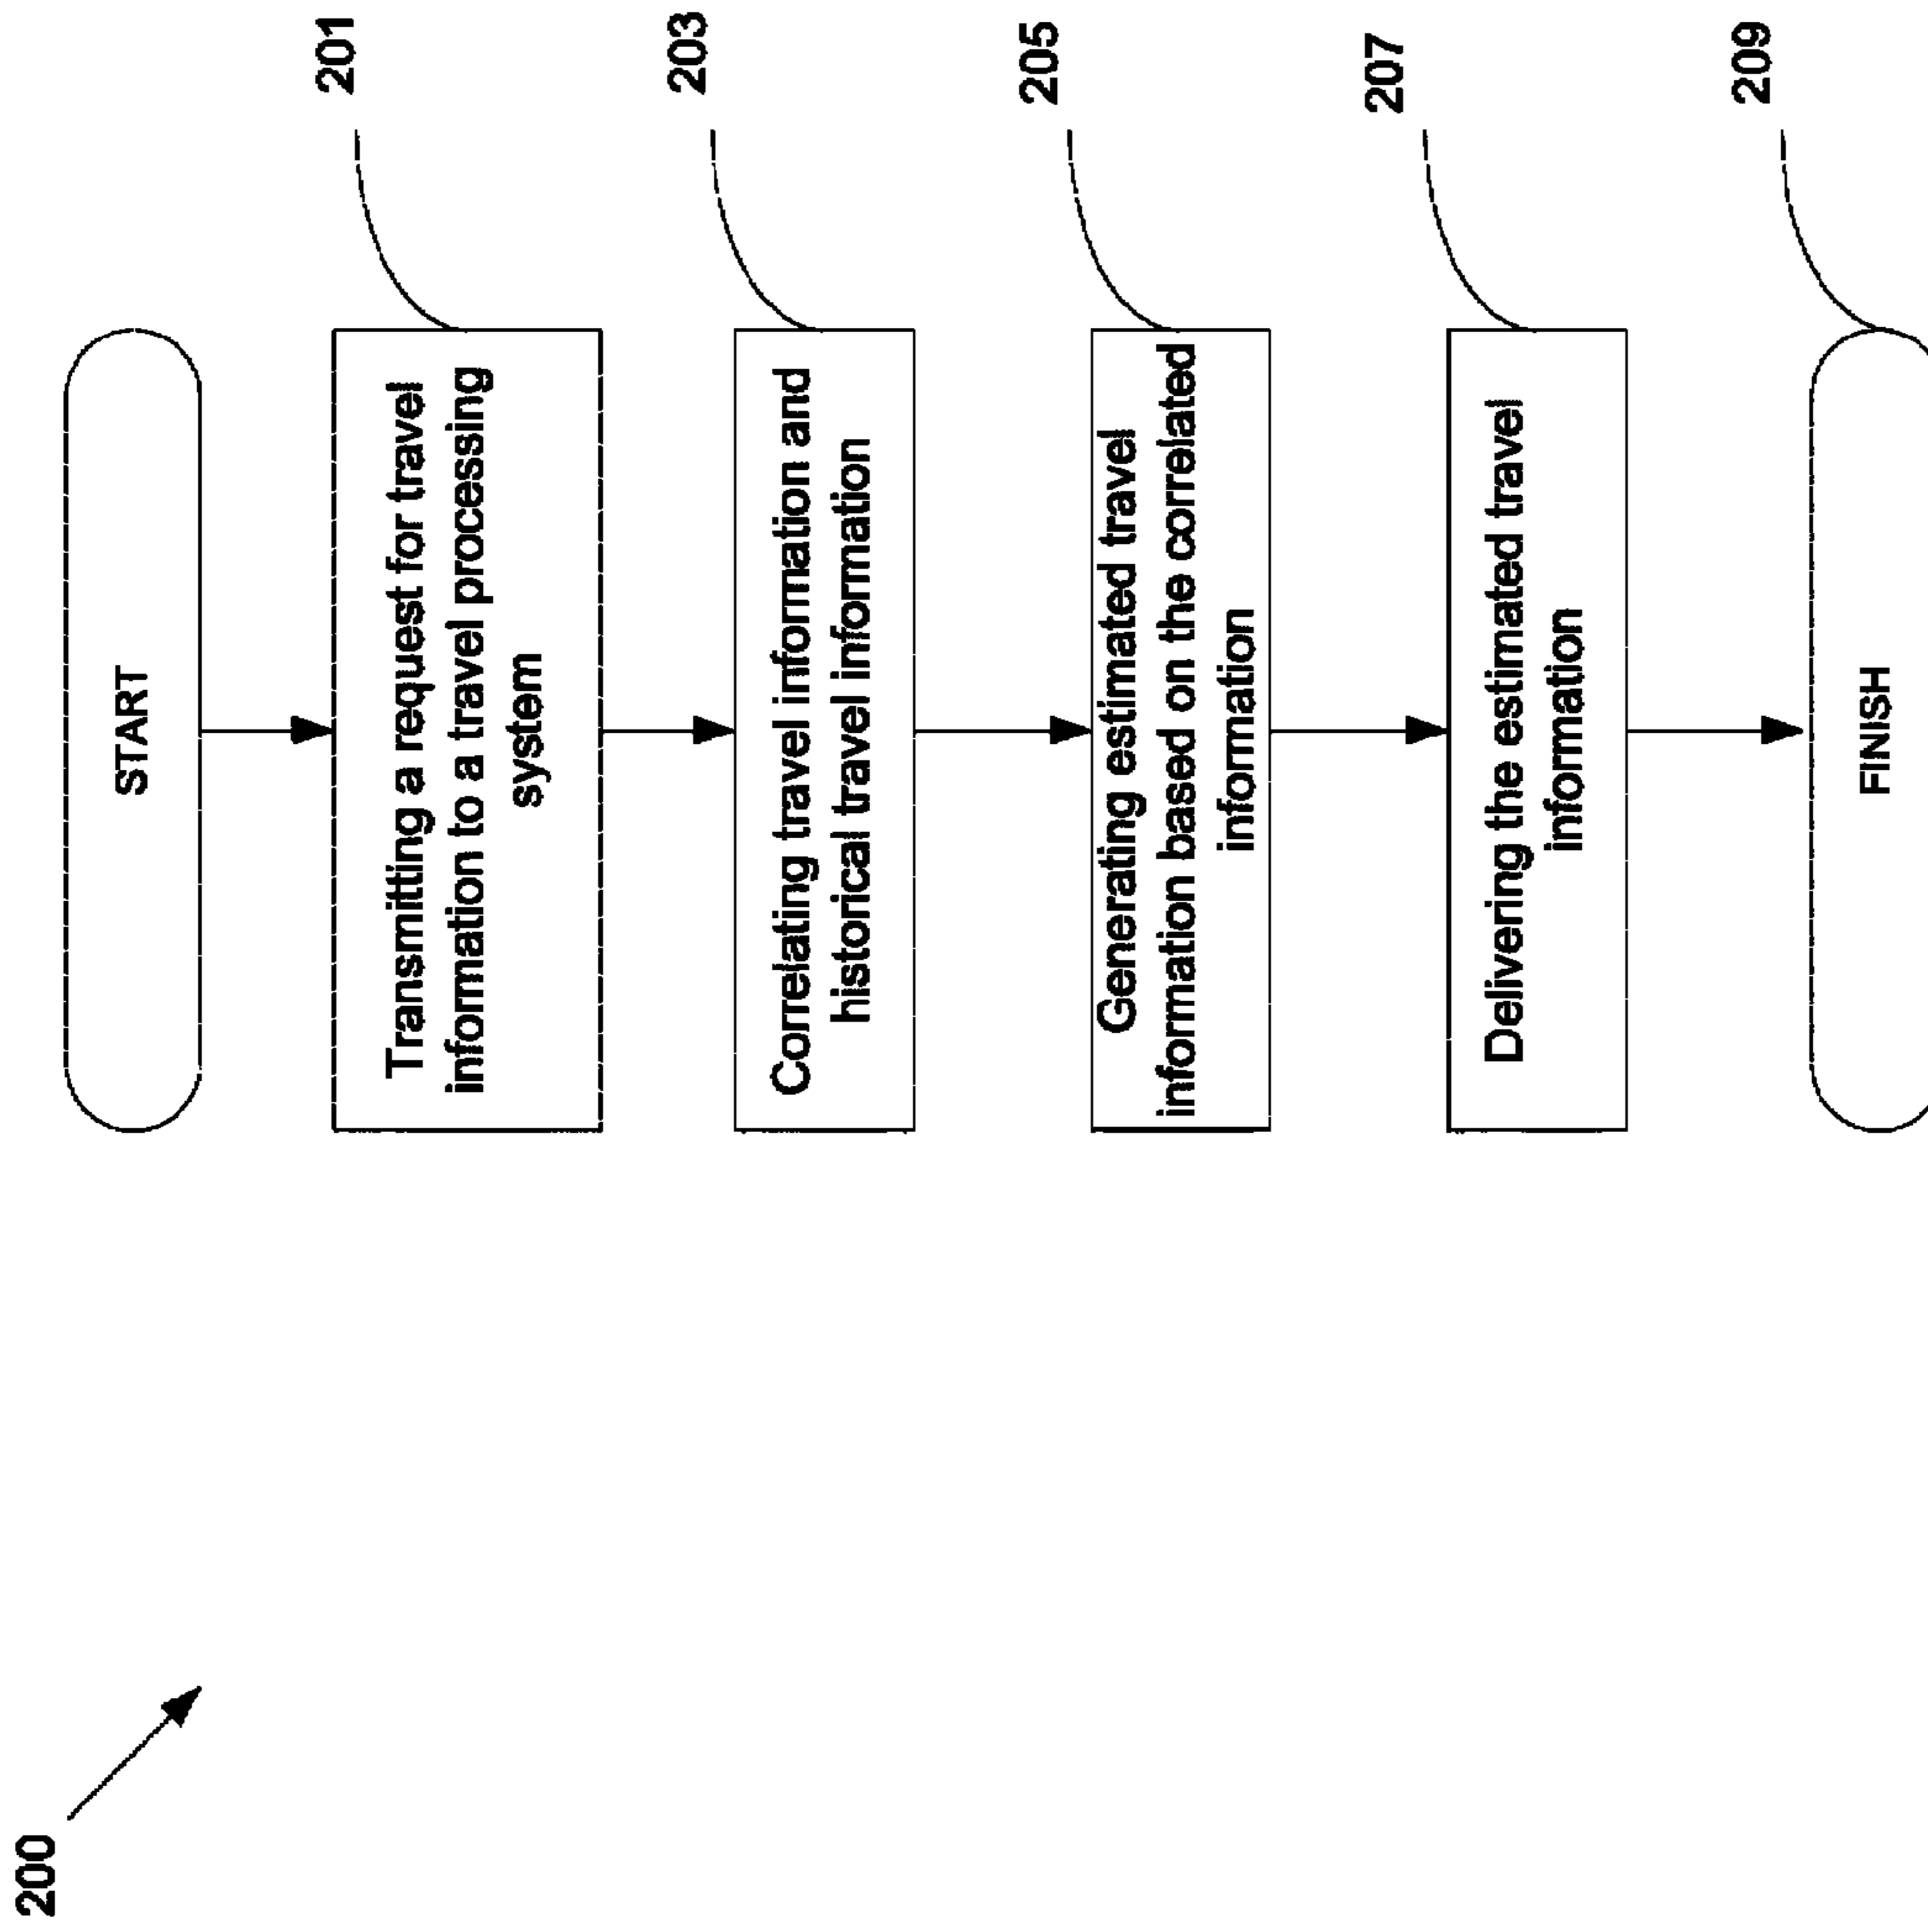 200
START
201
Transmitting a request for travel
information to a travel processing
system
203
Correlating travel information and
historical travel information
205
Generating estimated travel
information based on the correlated
information
207
Delivering the estimated travel
information
209
FINISH